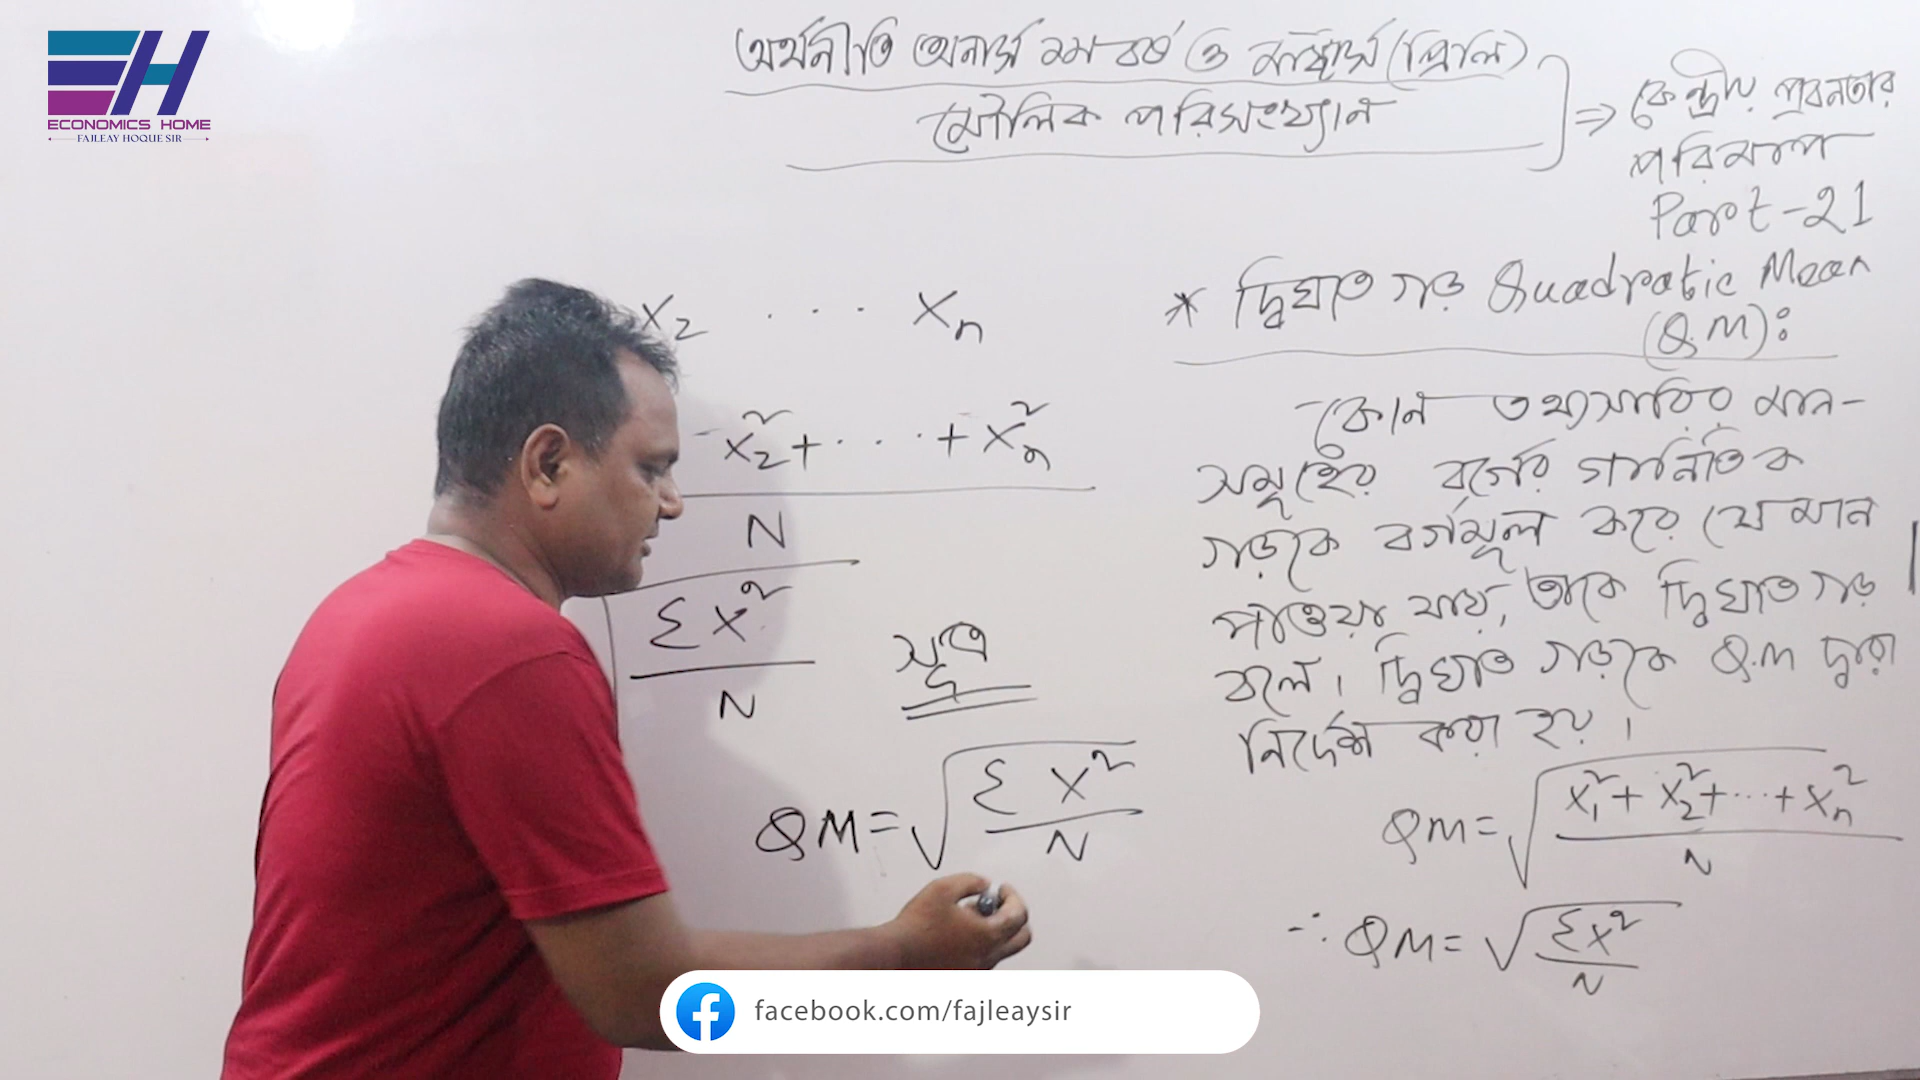 ECONOMICS HOME
FAJLEAY HOQUE SIR
অর্থনীতি অনার্স ১ম বর্ষ ও মাস্টার্স (প্রিলি)
মৌলিক পরিসংখ্যান
⇒ কেন্দ্রীয় প্রবনতার
পরিমাপ
Part-21
* দ্বিঘাত গড় Quadratic Mean
(Q.M):
কোন তথ্যসারির মান-
সমূহের বর্গের গাণিতিক
গড়কে বর্গমূল করে যে মান
পাওয়া যায়, তাকে দ্বিঘাত গড়
বলে। দ্বিঘাত গড়কে Q.M দ্বারা
নির্দেশ করা হয়।
QM = √ x₁² + x₂² + ... + xₙ²
N
∴ QM = √ Σx²
N
x₂ . . . . xₙ
x₂² + . . . . + xₙ²
N
Σx²
N
সূত্র
QM = √ Σx²
N
facebook.com/fajleaysir